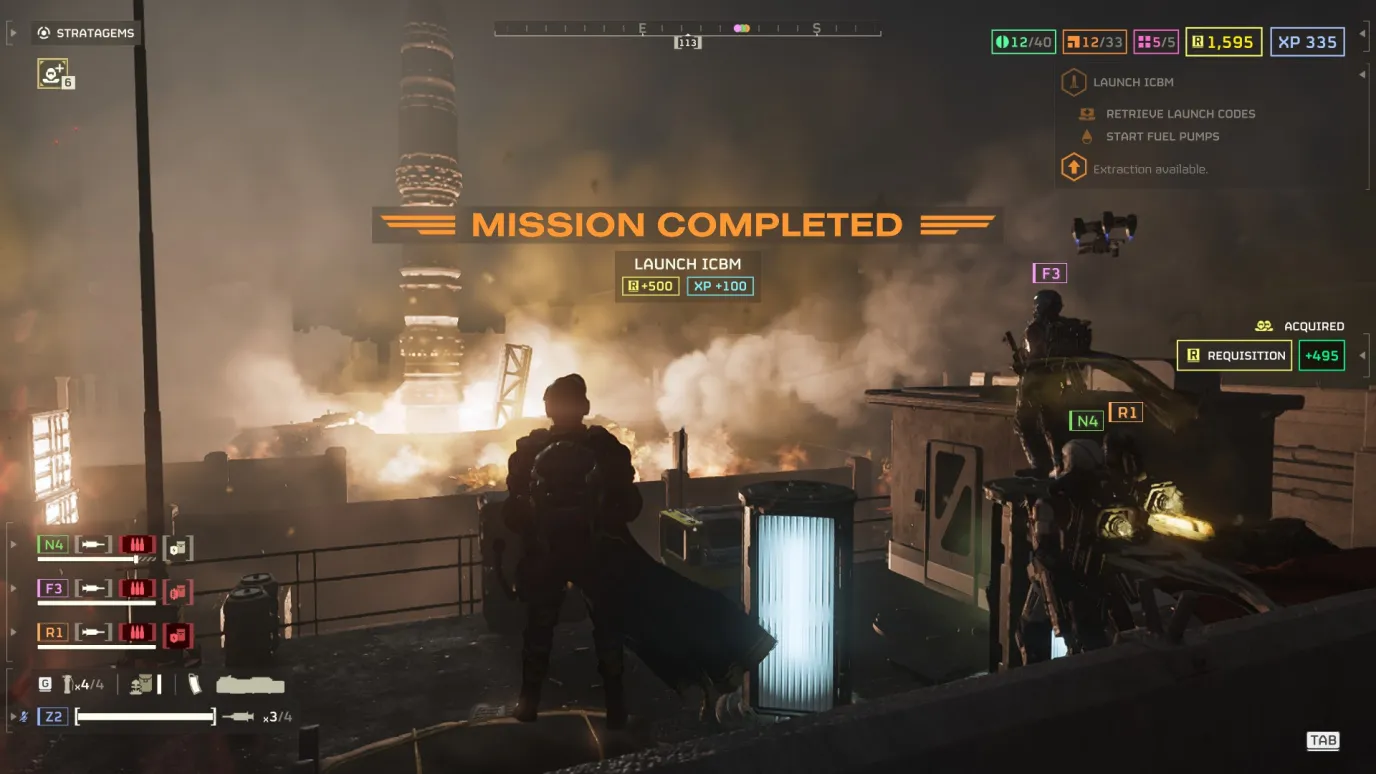 STRATAGEMS
6
E
S
113
12/40
12/33
5/5
R 1,595
XP 335
LAUNCH ICBM
RETRIEVE LAUNCH CODES
START FUEL PUMPS
Extraction available.
MISSION COMPLETED
LAUNCH ICBM
R +500
XP +100
F3
ACQUIRED
R REQUISITION +495
N4
R1
N4
F3
R1
G x4/4
Z2 x3/4
TAB